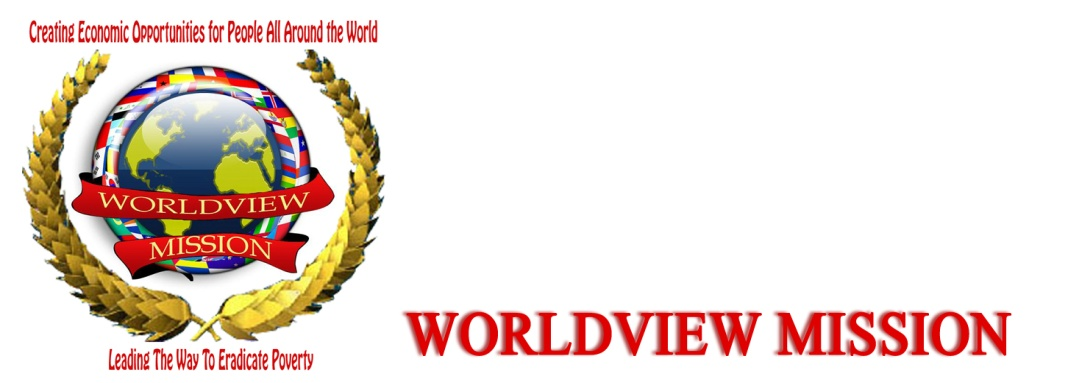 Creating Economic Opportunities for People All Around the World
WORLDVIEW
MISSION
Leading The Way To Eradicate Poverty
WORLDVIEW MISSION